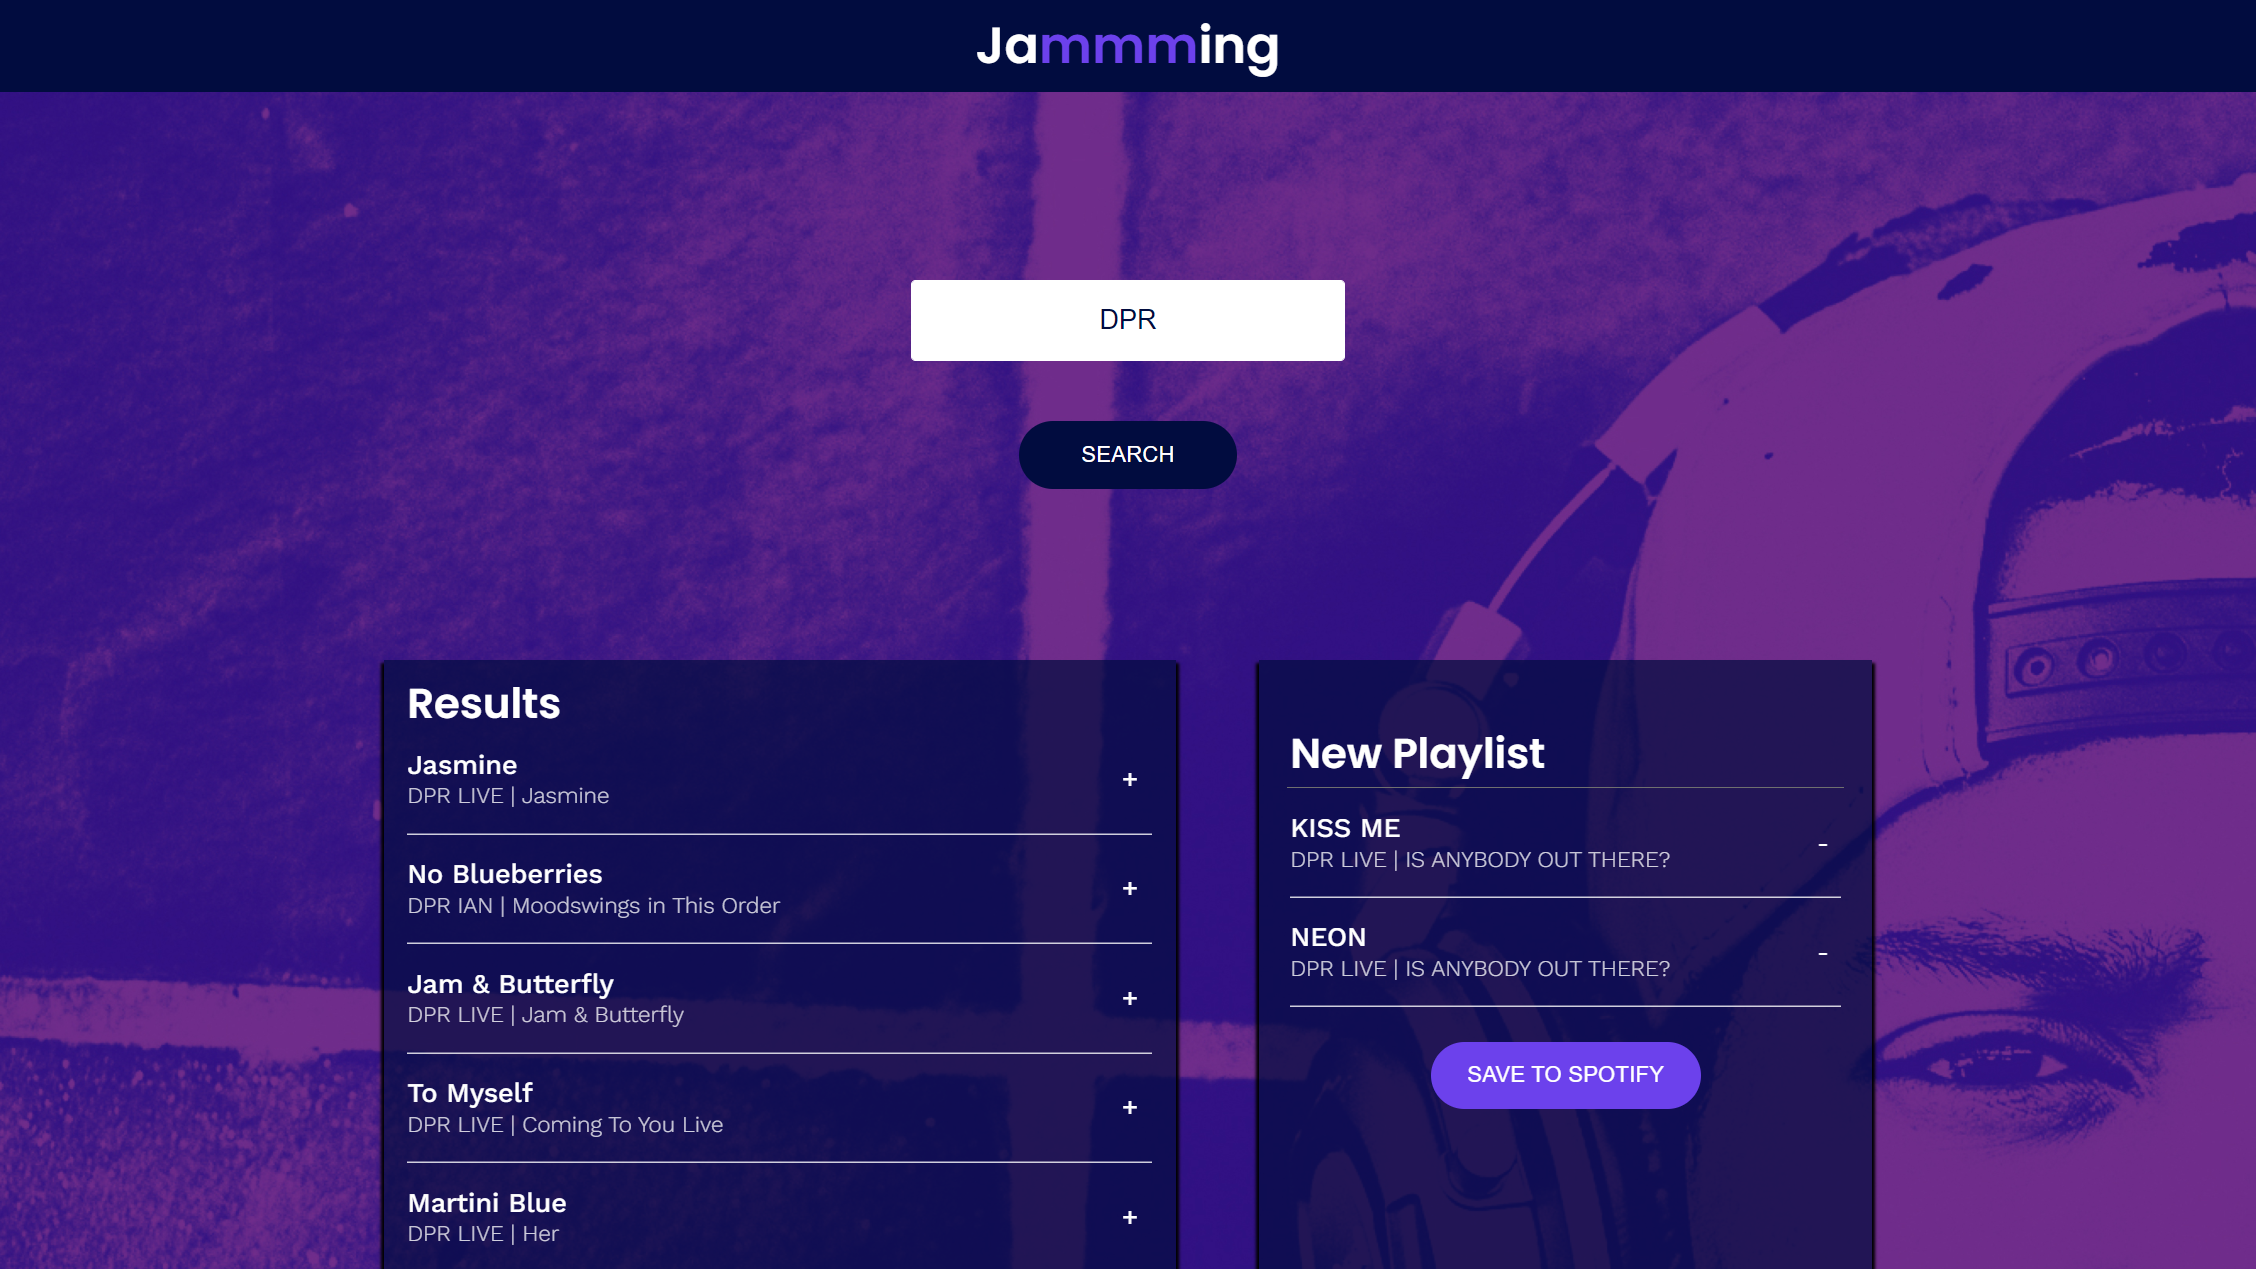 Jammming
DPR
SEARCH
Results
Jasmine
DPR LIVE | Jasmine
+
No Blueberries
DPR IAN | Moodswings in This Order
+
Jam & Butterfly
DPR LIVE | Jam & Butterfly
+
To Myself
DPR LIVE | Coming To You Live
+
Martini Blue
DPR LIVE | Her
+
New Playlist
KISS ME
DPR LIVE | IS ANYBODY OUT THERE?
-
NEON
DPR LIVE | IS ANYBODY OUT THERE?
-
SAVE TO SPOTIFY